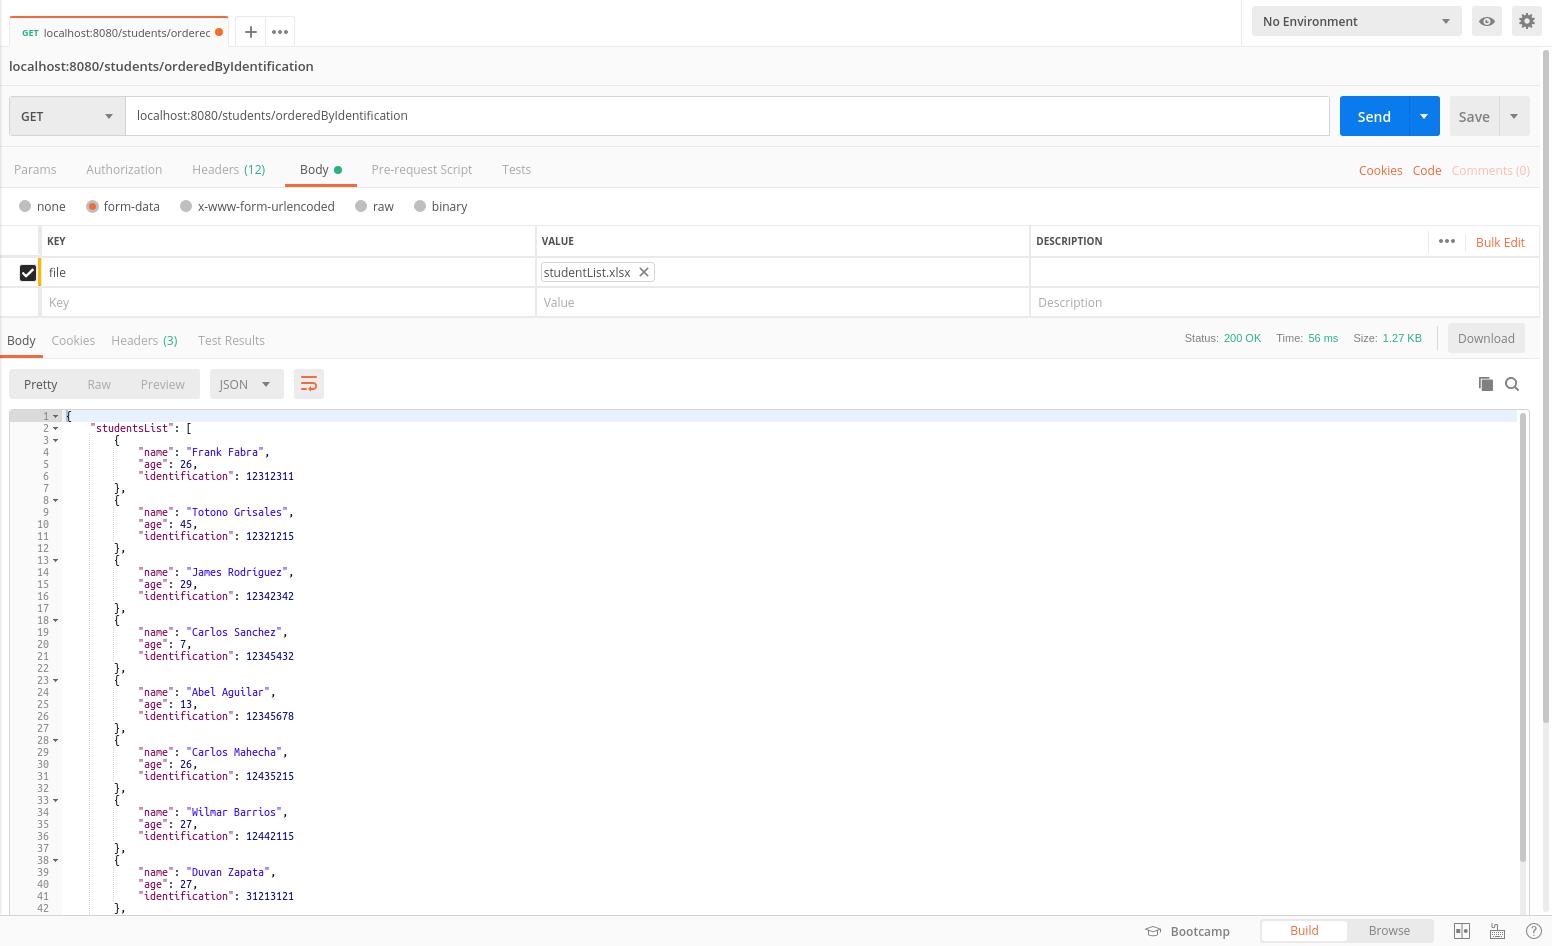 GET localhost:8080/students/orderec
No Environment
localhost:8080/students/orderedByIdentification
GET localhost:8080/students/orderedByIdentification Send Save
Params Authorization Headers (12) Body Pre-request Script Tests Cookies Code Comments (0)
none form-data x-www-form-urlencoded raw binary
KEY VALUE DESCRIPTION Bulk Edit
file studentList.xlsx
Key Value Description
Body Cookies Headers (3) Test Results Status: 200 OK Time: 56 ms Size: 1.27 KB Download
Pretty Raw Preview JSON
1 {
2 "studentsList": [
3 {
4 "name": "Frank Fabra",
5 "age": 26,
6 "identification": 12312311
7 },
8 {
9 "name": "Totono Grisales",
10 "age": 45,
11 "identification": 12321215
12 },
13 {
14 "name": "James Rodriguez",
15 "age": 29,
16 "identification": 12342342
17 },
18 {
19 "name": "Carlos Sanchez",
20 "age": 7,
21 "identification": 12345432
22 },
23 {
24 "name": "Abel Aguilar",
25 "age": 13,
26 "identification": 12345678
27 },
28 {
29 "name": "Carlos Mahecha",
30 "age": 26,
31 "identification": 12435215
32 },
33 {
34 "name": "Wilmar Barrios",
35 "age": 27,
36 "identification": 12442115
37 },
38 {
39 "name": "Duvan Zapata",
40 "age": 27,
41 "identification": 31213121
42 },
Bootcamp Build Browse